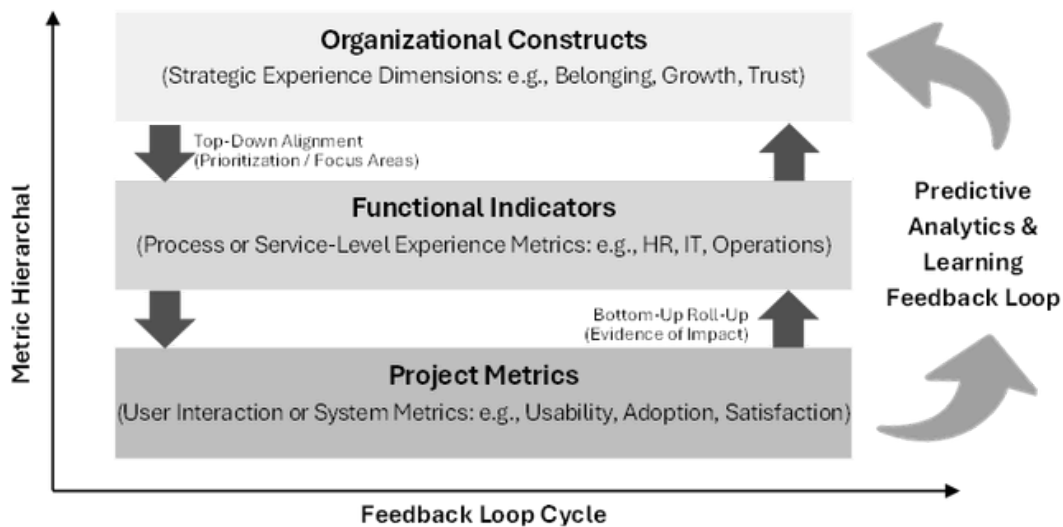 Organizational Constructs
(Strategic Experience Dimensions: e.g., Belonging, Growth, Trust)
Top-Down Alignment
(Prioritization / Focus Areas)
Functional Indicators
(Process or Service-Level Experience Metrics: e.g., HR, IT, Operations)
Bottom-Up Roll-Up
(Evidence of Impact)
Project Metrics
(User Interaction or System Metrics: e.g., Usability, Adoption, Satisfaction)
Predictive
Analytics &
Learning
Feedback Loop
Metric Hierarchal
Feedback Loop Cycle